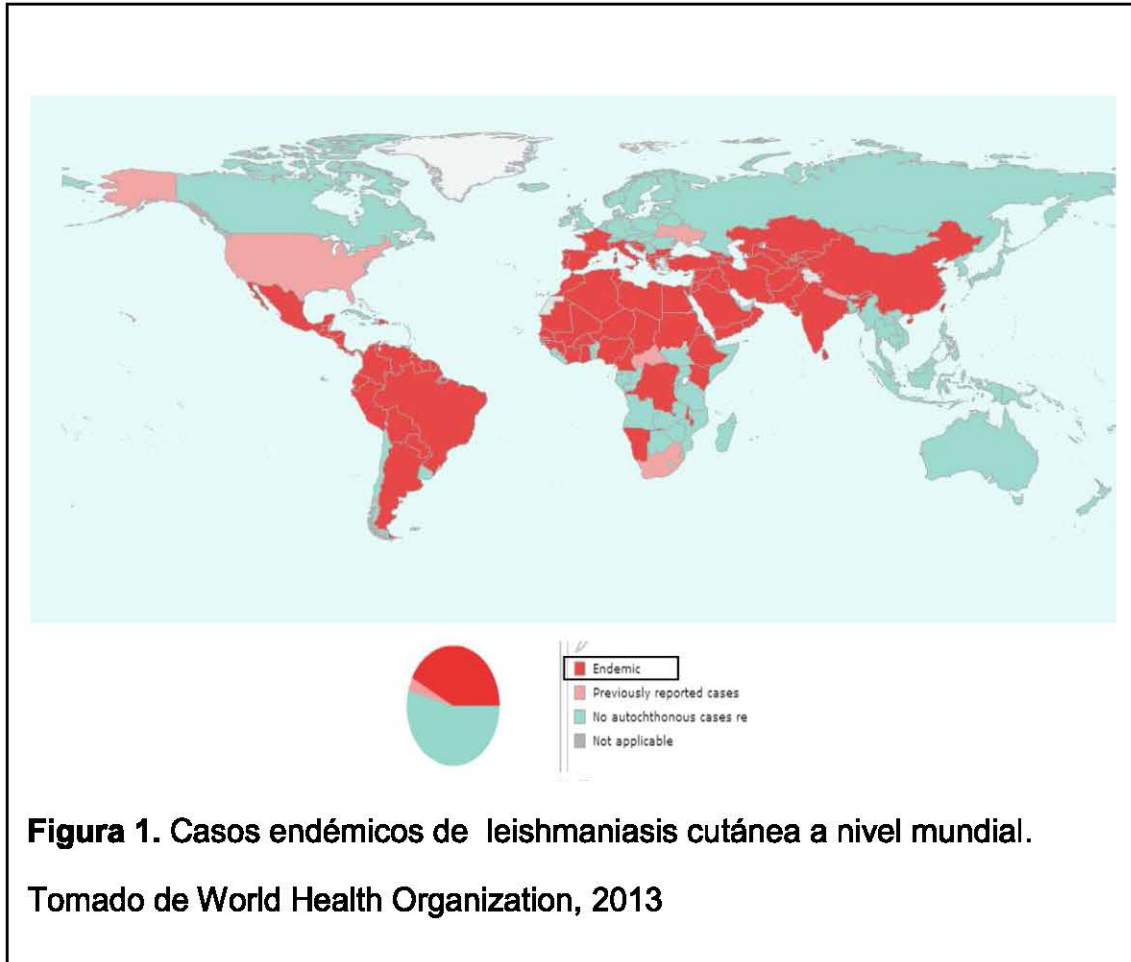 Endemic
Previously reported cases
No autochthonous cases re
Not applicable
Figura 1. Casos endémicos de leishmaniasis cutánea a nivel mundial.
Tomado de World Health Organization, 2013